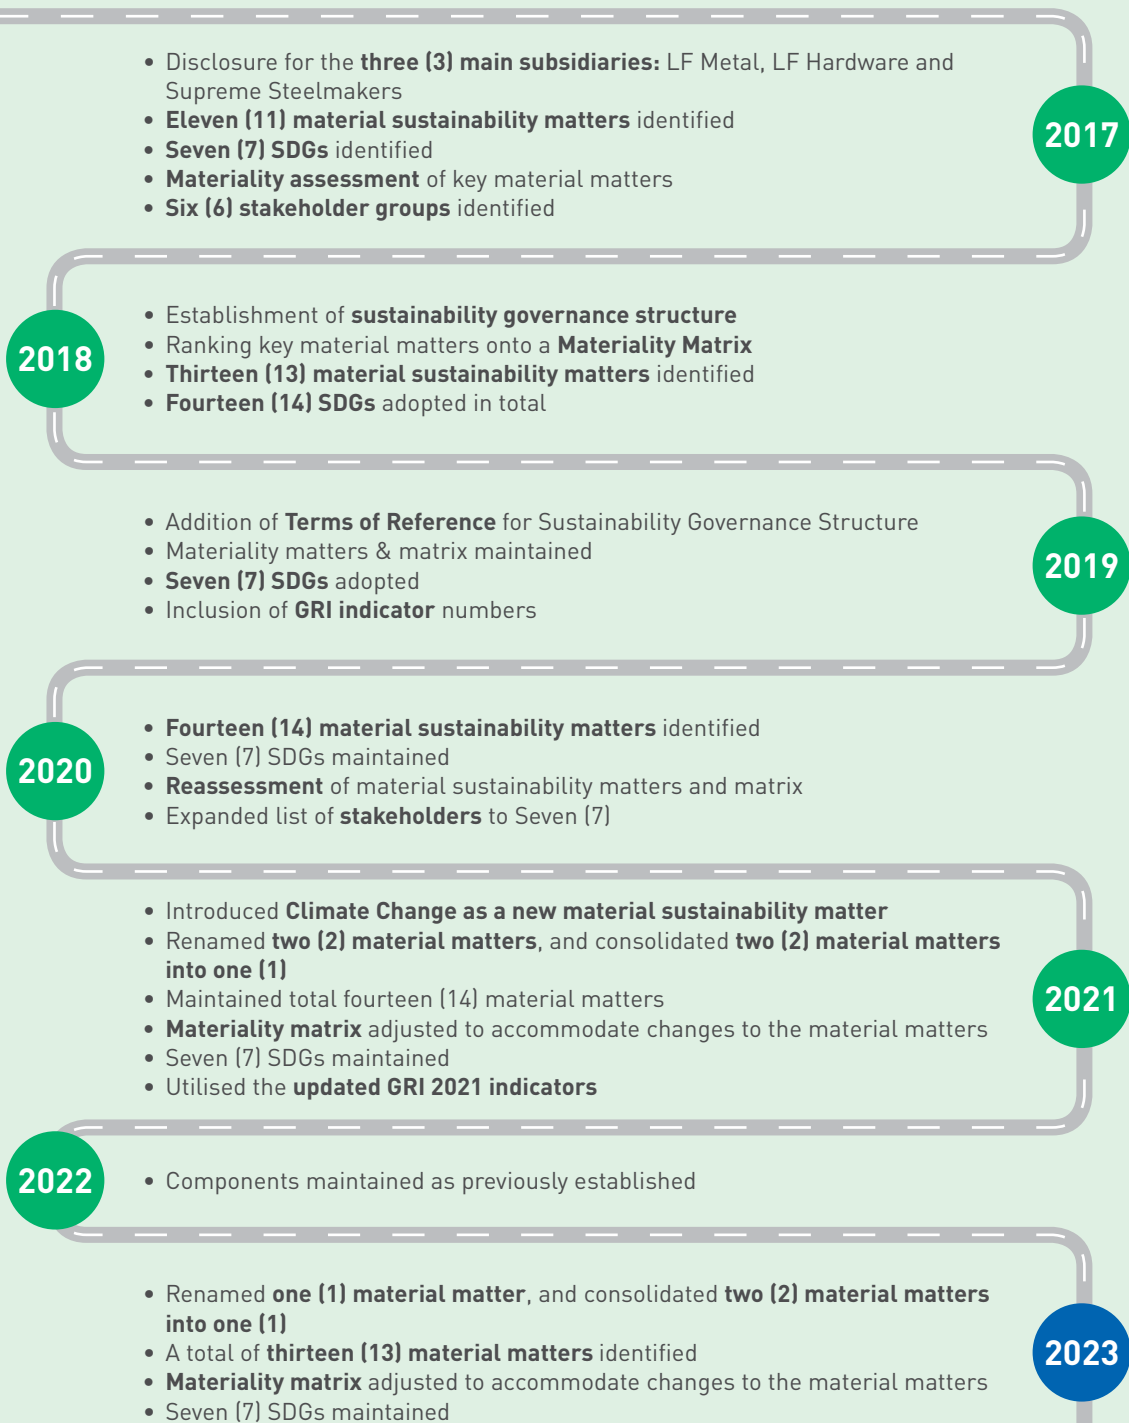 • Disclosure for the three (3) main subsidiaries: LF Metal, LF Hardware and
Supreme Steelmakers
• Eleven (11) material sustainability matters identified
• Seven (7) SDGs identified
• Materiality assessment of key material matters
• Six (6) stakeholder groups identified
2017
2018
• Establishment of sustainability governance structure
• Ranking key material matters onto a Materiality Matrix
• Thirteen (13) material sustainability matters identified
• Fourteen (14) SDGs adopted in total
• Addition of Terms of Reference for Sustainability Governance Structure
• Materiality matters & matrix maintained
• Seven (7) SDGs adopted
• Inclusion of GRI indicator numbers
2019
2020
• Fourteen (14) material sustainability matters identified
• Seven (7) SDGs maintained
• Reassessment of material sustainability matters and matrix
• Expanded list of stakeholders to Seven (7)
• Introduced Climate Change as a new material sustainability matter
• Renamed two (2) material matters, and consolidated two (2) material matters
into one (1)
• Maintained total fourteen (14) material matters
• Materiality matrix adjusted to accommodate changes to the material matters
• Seven (7) SDGs maintained
• Utilised the updated GRI 2021 indicators
2021
2022
• Components maintained as previously established
• Renamed one (1) material matter, and consolidated two (2) material matters
into one (1)
• A total of thirteen (13) material matters identified
• Materiality matrix adjusted to accommodate changes to the material matters
• Seven (7) SDGs maintained
2023